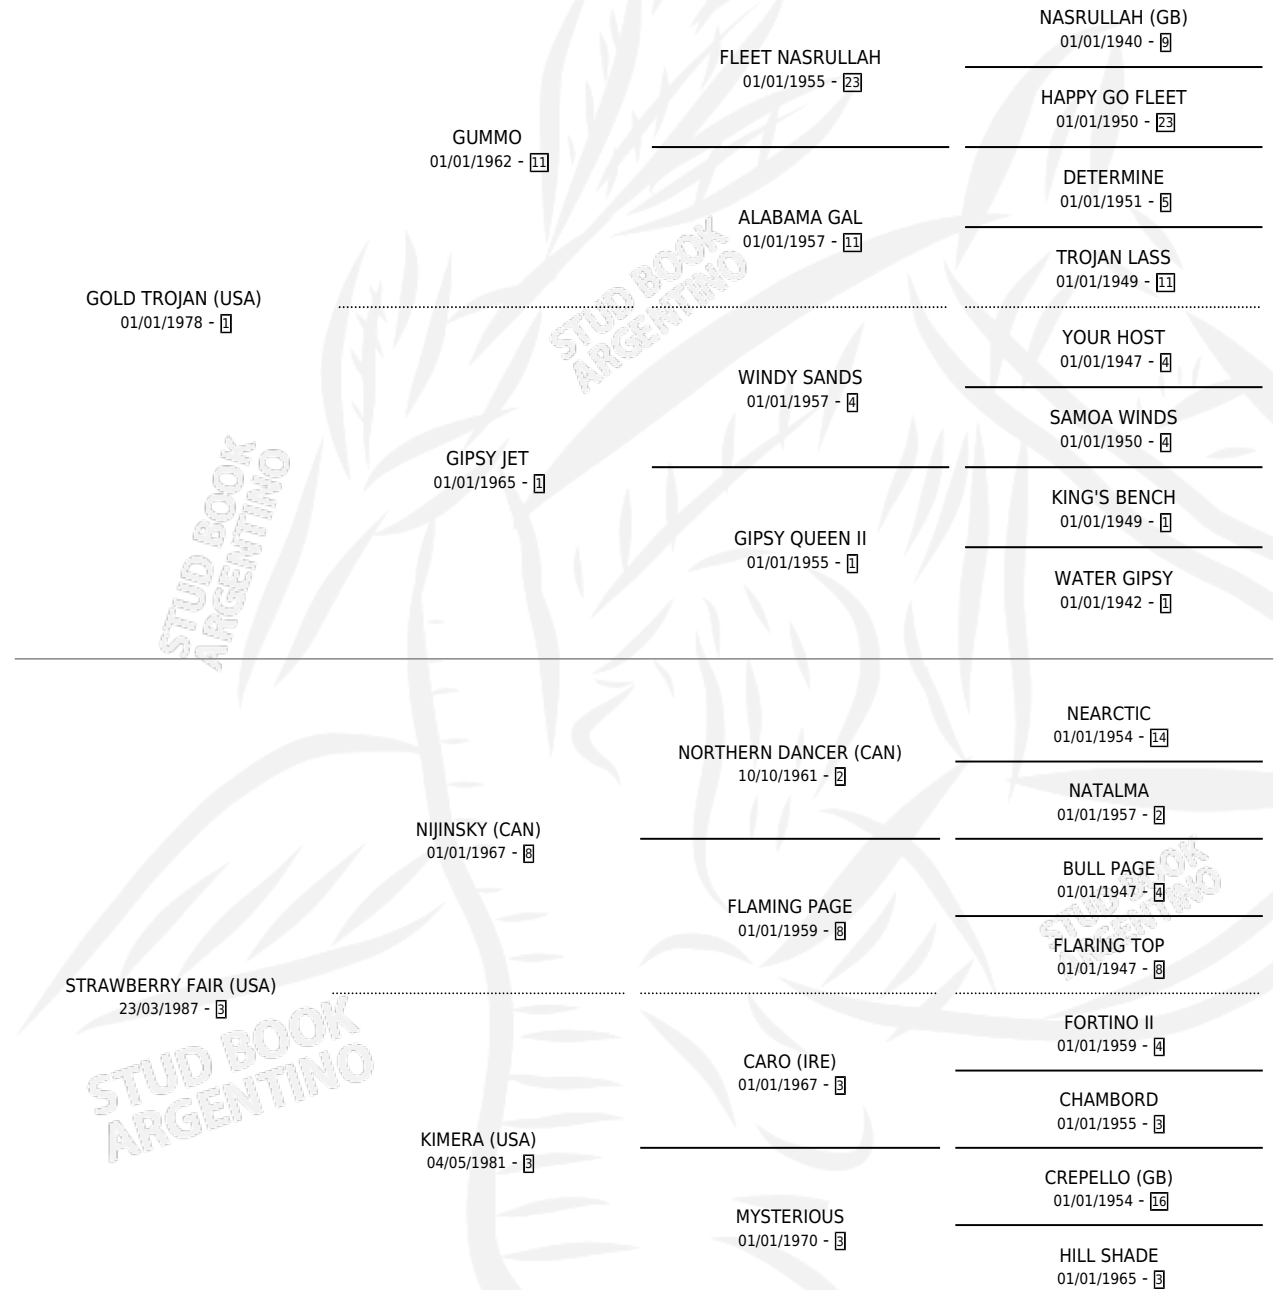 NASRULLAH (GB)
01/01/1940 - 9
FLEET NASRULLAH
01/01/1955 - 23
HAPPY GO FLEET
01/01/1950 - 23
GUMMO
01/01/1962 - 11
DETERMINE
01/01/1951 - 5
ALABAMA GAL
01/01/1957 - 11
TROJAN LASS
01/01/1949 - 11
GOLD TROJAN (USA)
01/01/1978 - 1
YOUR HOST
01/01/1947 - 4
WINDY SANDS
01/01/1957 - 4
SAMOA WINDS
01/01/1950 - 4
GIPSY JET
01/01/1965 - 1
KING'S BENCH
01/01/1949 - 1
GIPSY QUEEN II
01/01/1955 - 1
WATER GIPSY
01/01/1942 - 1
STUD BOOK
ARGENTINO
STUD BOOK
ARGENTINO
NEARCTIC
01/01/1954 - 14
NORTHERN DANCER (CAN)
10/10/1961 - 2
NATALMA
01/01/1957 - 2
NIJINSKY (CAN)
01/01/1967 - 8
BULL PAGE
01/01/1947 - 4
FLAMING PAGE
01/01/1959 - 8
FLARING TOP
01/01/1947 - 8
STRAWBERRY FAIR (USA)
23/03/1987 - 3
FORTINO II
01/01/1959 - 4
CARO (IRE)
01/01/1967 - 3
CHAMBORD
01/01/1955 - 3
KIMERA (USA)
04/05/1981 - 3
CREPELLO (GB)
01/01/1954 - 16
MYSTERIOUS
01/01/1970 - 3
HILL SHADE
01/01/1965 - 3
STUD BOOK
ARGENTINO
STUD BOOK
ARGENTINO